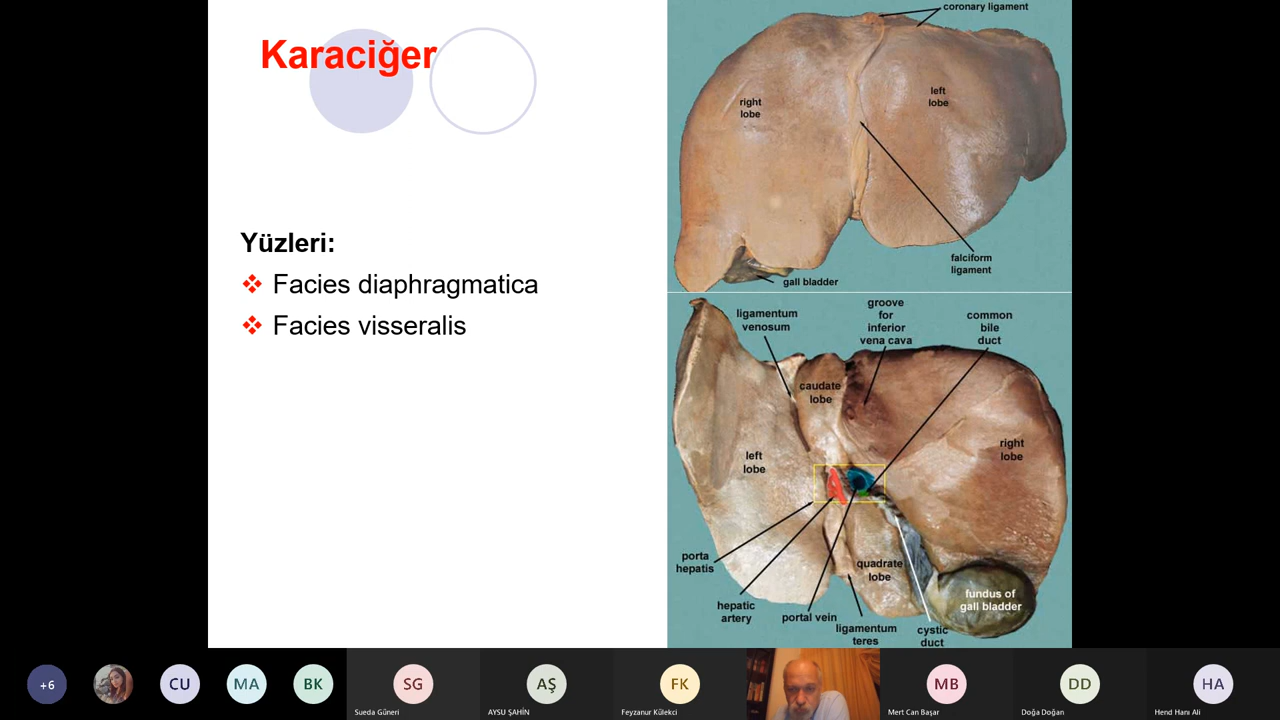 Karaciğer
Yüzleri:
Facies diaphragmatica
Facies visseralis
coronary ligament
right
lobe
left
lobe
falciform
ligament
gall bladder
ligamentum
venosum
groove
for
inferior
vena cava
common
bile
duct
caudate
lobe
left
lobe
right
lobe
porta
hepatis
quadrate
lobe
fundus of
gall bladder
hepatic
artery
portal vein
ligamentum
teres
cystic
duct
+6
CU
MA
BK
SG
AŞ
FK
MB
DD
HA
Sueda Güneri
AYSU ŞAHİN
Feyzanur Külekci
Mert Can Başar
Doğa Doğan
Hend Hanı Ali